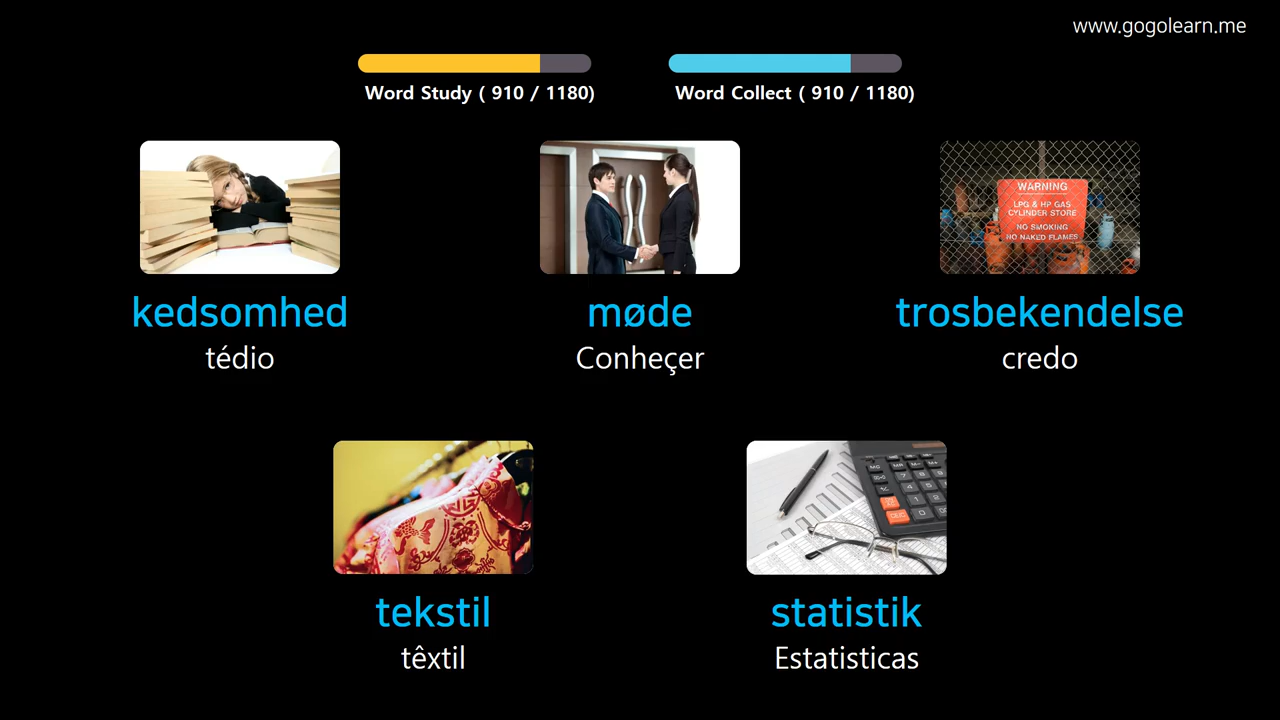 www.gogolearn.me
Word Study ( 910 / 1180)
Word Collect ( 910 / 1180)
WARNING
LPG & HP GAS
CYLINDER STORE
NO SMOKING
NO NAKED FLAMES
kedsomhed
tédio
møde
Conheçer
trosbekendelse
credo
tekstil
têxtil
statistik
Estatisticas